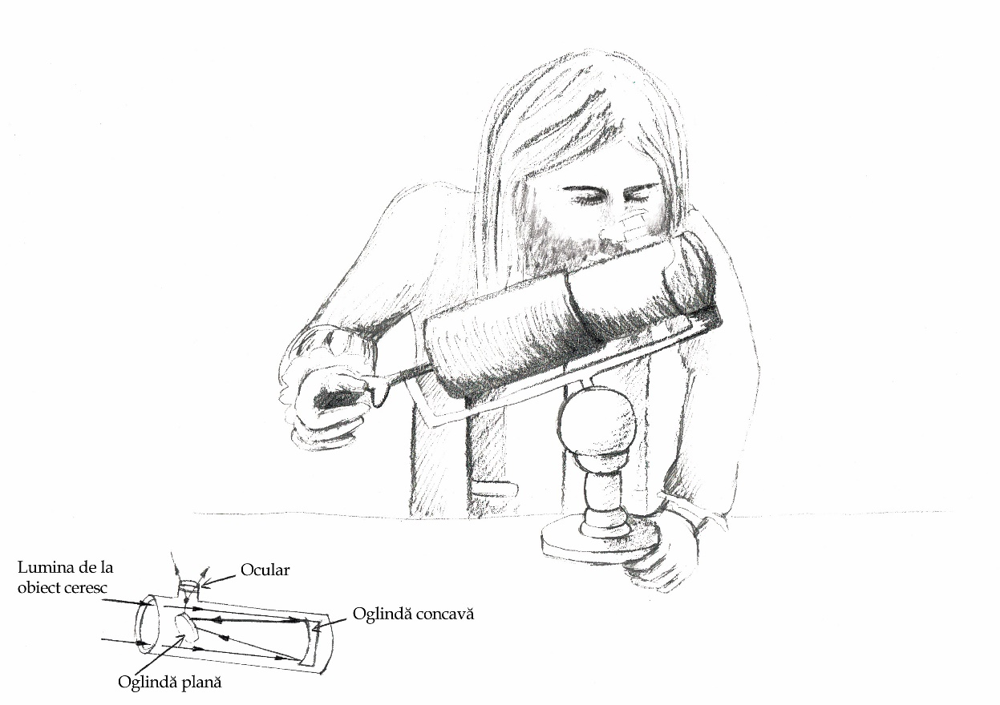 Lumina de la
obiect ceresc
Ocular
Oglindă concavă
Oglindă plană